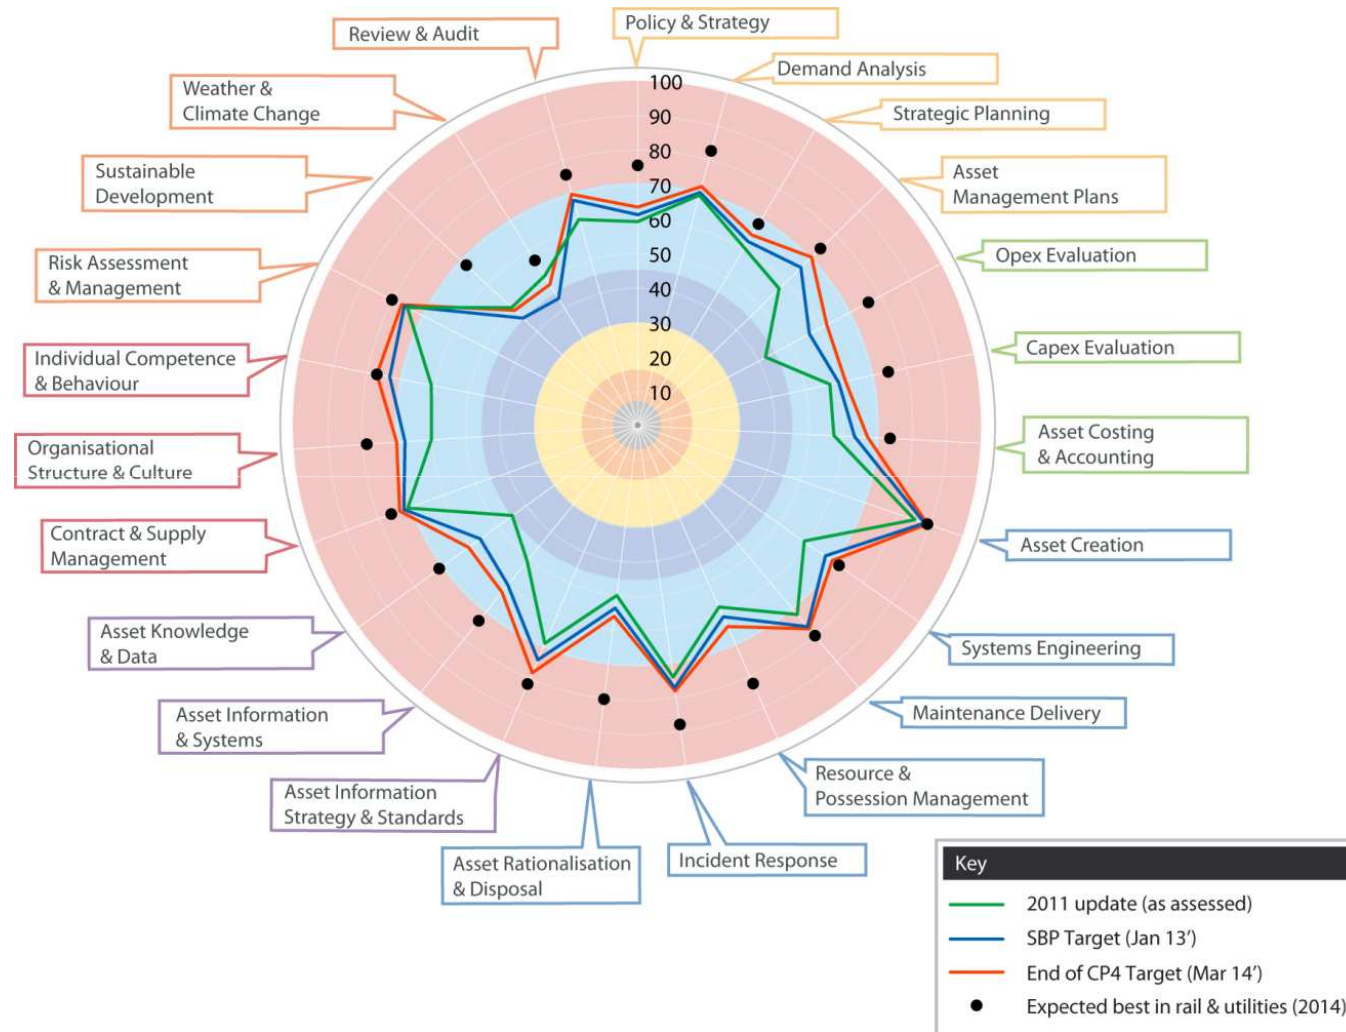 Policy & Strategy
Demand Analysis
Strategic Planning
Asset
Management Plans
Opex Evaluation
Capex Evaluation
Asset Costing
& Accounting
Asset Creation
Systems Engineering
Maintenance Delivery
Resource &
Possession Management
Incident Response
Asset Rationalisation
& Disposal
Asset Information
Strategy & Standards
Asset Information
& Systems
Asset Knowledge
& Data
Contract & Supply
Management
Organisational
Structure & Culture
Individual Competence
& Behaviour
Risk Assessment
& Management
Sustainable
Development
Weather &
Climate Change
Review & Audit
100
90
80
70
60
50
40
30
20
10
Key
2011 update (as assessed)
SBP Target (Jan 13’)
End of CP4 Target (Mar 14’)
Expected best in rail & utilities (2014)